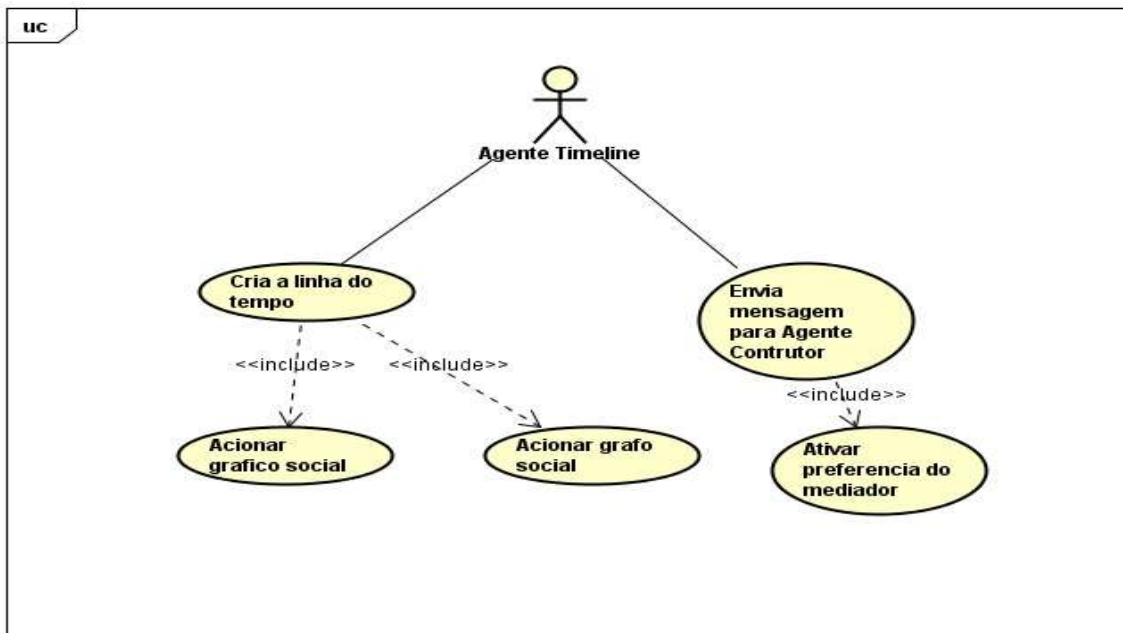 uc
Agente Timeline
Cria a linha do
tempo
Envia
mensagem
para Agente
Contrutor
<<include>>
<<include>>
<<include>>
Acionar
grafico social
Acionar grafo
social
Ativar
preferencia do
mediador